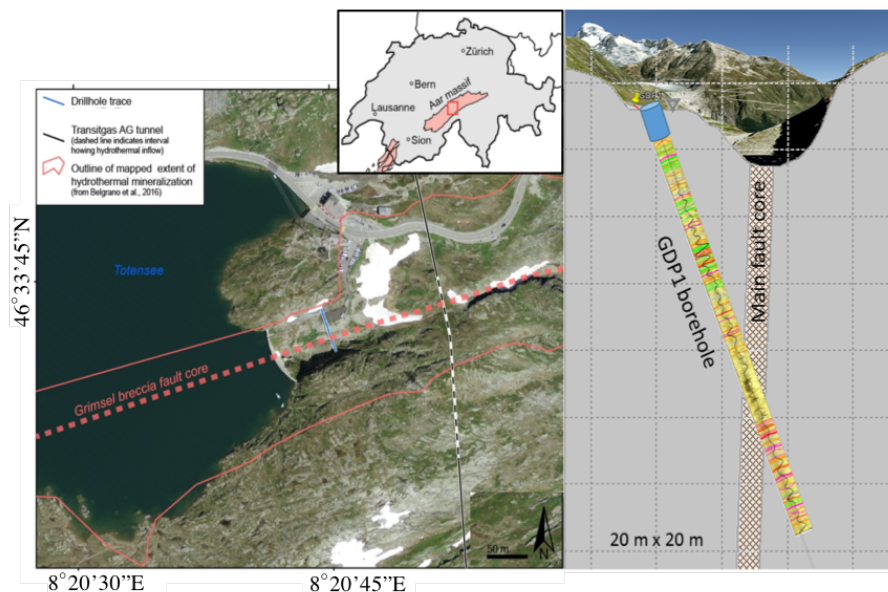 Drillhole trace
Transitgas AG tunnel
(dashed line indicates interval
howing hydrothermal inflow)
Outline of mapped extent of
hydrothermal mineralization
(from Belgrano et al., 2016)
Zürich
Bern
Aar massif
Lausanne
Sion
46°33'45”N
Totensee
Grimsel breccia fault core
50 m
N
8°20'30”E
8°20'45”E
GDP1 borehole
Main fault core
20 m x 20 m